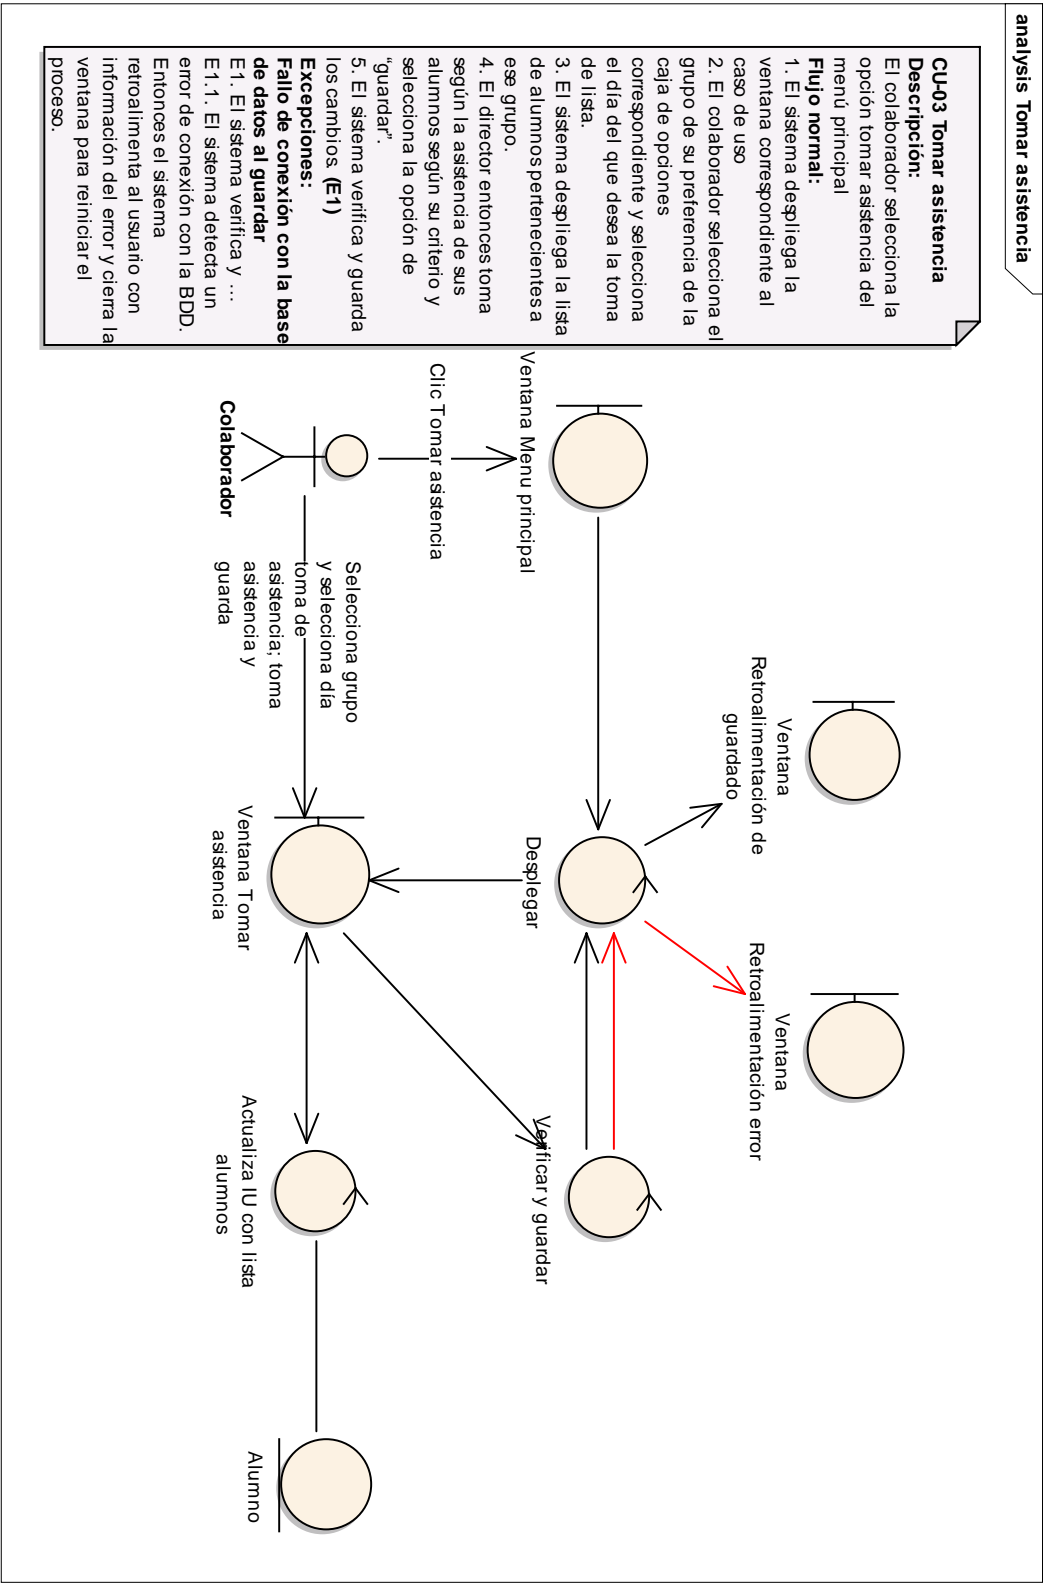 analysis Tomar asistencia
CU-03 Tomar asistencia
Descripción:
El colaborador selecciona la
opción tomar asistencia del
menú principal
Flujo normal:
1. El sistema despliega la
ventana correspondiente al
caso de uso
2. El colaborador selecciona el
grupo de su preferencia de la
caja de opciones
correspondiente y selecciona
el día del que desea la toma
de lista.
3. El sistema despliega la lista
de alumnos pertenecientes a
ese grupo.
4. El director entonces toma
según la asistencia de sus
alumnos según su criterio y
selecciona la opción de
"guardar".
5. El sistema verifica y guarda
los cambios. (E1)
Excepciones:
Fallo de conexión con la base
de datos al guardar
E1. El sistema verifica y ...
E1.1. El sistema detecta un
error de conexión con la BDD.
Entonces el sistema
retroalimenta al usuario con
información del error y cierra la
ventana para reiniciar el
proceso.
Ventana
Retroalimentación de
guardado
Ventana
Retroalimentación error
Ventana Menu principal
Desplegar
Verificar y guardar
Clic Tomar asistencia
Selecciona grupo
y selecciona día
toma de
asistencia; toma
asistencia y
guarda
Colaborador
Ventana Tomar
asistencia
Actualiza IU con lista
alumnos
Alumno